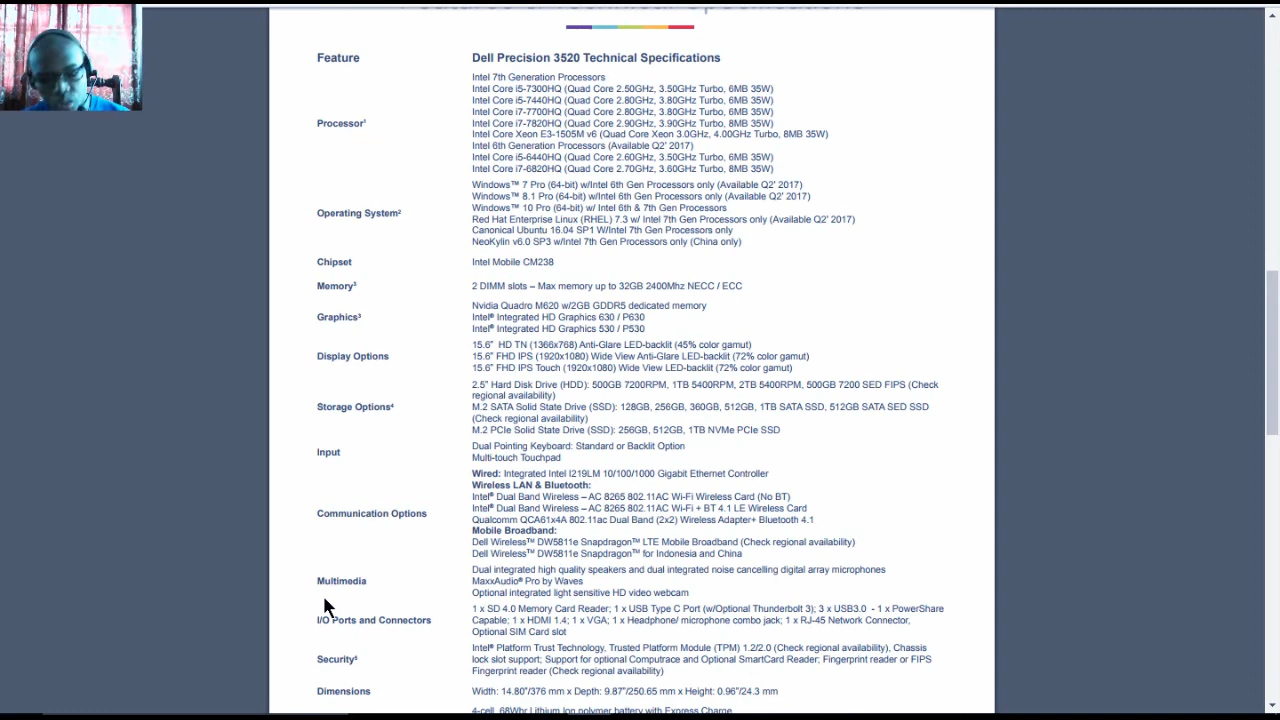 Feature
Dell Precision 3520 Technical Specifications
Processor¹
Intel 7th Generation Processors
Intel Core i5-7300HQ (Quad Core 2.50GHz, 3.50GHz Turbo, 6MB 35W)
Intel Core i5-7440HQ (Quad Core 2.80GHz, 3.80GHz Turbo, 6MB 35W)
Intel Core i7-7700HQ (Quad Core 2.80GHz, 3.80GHz Turbo, 6MB 35W)
Intel Core i7-7820HQ (Quad Core 2.90GHz, 3.90GHz Turbo, 8MB 35W)
Intel Core Xeon E3-1505M v6 (Quad Core Xeon 3.0GHz, 4.00GHz Turbo, 8MB 35W)
Intel 6th Generation Processors (Available Q2' 2017)
Intel Core i5-6440HQ (Quad Core 2.60GHz, 3.50GHz Turbo, 6MB 35W)
Intel Core i7-6820HQ (Quad Core 2.70GHz, 3.60GHz Turbo, 8MB 35W)
Operating System²
Windows™ 7 Pro (64-bit) w/Intel 6th Gen Processors only (Available Q2' 2017)
Windows™ 8.1 Pro (64-bit) w/Intel 6th Gen Processors only (Available Q2' 2017)
Windows™ 10 Pro (64-bit) w/ Intel 6th & 7th Gen Processors
Red Hat Enterprise Linux (RHEL) 7.3 w/ Intel 7th Gen Processors only (Available Q2' 2017)
Canonical Ubuntu 16.04 SP1 W/Intel 7th Gen Processors only
NeoKylin v6.0 SP3 w/Intel 7th Gen Processors only (China only)
Chipset
Intel Mobile CM238
Memory³
2 DIMM slots – Max memory up to 32GB 2400Mhz NECC / ECC
Graphics³
Nvidia Quadro M620 w/2GB GDDR5 dedicated memory
Intel® Integrated HD Graphics 630 / P630
Intel® Integrated HD Graphics 530 / P530
Display Options
15.6" HD TN (1366x768) Anti-Glare LED-backlit (45% color gamut)
15.6" FHD IPS (1920x1080) Wide View Anti-Glare LED-backlit (72% color gamut)
15.6" FHD IPS Touch (1920x1080) Wide View LED-backlit (72% color gamut)
Storage Options⁴
2.5" Hard Disk Drive (HDD): 500GB 7200RPM, 1TB 5400RPM, 2TB 5400RPM, 500GB 7200 SED FIPS (Check
regional availability)
M.2 SATA Solid State Drive (SSD): 128GB, 256GB, 360GB, 512GB, 1TB SATA SSD, 512GB SATA SED SSD
(Check regional availability)
M.2 PCIe Solid State Drive (SSD): 256GB, 512GB, 1TB NVMe PCIe SSD
Input
Dual Pointing Keyboard: Standard or Backlit Option
Multi-touch Touchpad
Communication Options
Wired: Integrated Intel I219LM 10/100/1000 Gigabit Ethernet Controller
Wireless LAN & Bluetooth:
Intel® Dual Band Wireless – AC 8265 802.11AC Wi-Fi Wireless Card (No BT)
Intel® Dual Band Wireless – AC 8265 802.11AC Wi-Fi + BT 4.1 LE Wireless Card
Qualcomm QCA61x4A 802.11ac Dual Band (2x2) Wireless Adapter+ Bluetooth 4.1
Mobile Broadband:
Dell Wireless™ DW5811e Snapdragon™ LTE Mobile Broadband (Check regional availability)
Dell Wireless™ DW5811e Snapdragon™ for Indonesia and China
Multimedia
Dual integrated high quality speakers and dual integrated noise cancelling digital array microphones
MaxxAudio® Pro by Waves
Optional integrated light sensitive HD video webcam
I/O Ports and Connectors
1 x SD 4.0 Memory Card Reader; 1 x USB Type C Port (w/Optional Thunderbolt 3); 3 x USB3.0 - 1 x PowerShare
Capable; 1 x HDMI 1.4; 1 x VGA; 1 x Headphone/ microphone combo jack; 1 x RJ-45 Network Connector,
Optional SIM Card slot
Security⁵
Intel® Platform Trust Technology, Trusted Platform Module (TPM) 1.2/2.0 (Check regional availability), Chassis
lock slot support; Support for optional Computrace and Optional SmartCard Reader; Fingerprint reader or FIPS
Fingerprint reader (Check regional availability)
Dimensions
Width: 14.80"/376 mm x Depth: 9.87"/250.65 mm x Height: 0.96"/24.3 mm
4-cell, 68Whr Lithium Ion polymer battery with Express Charge